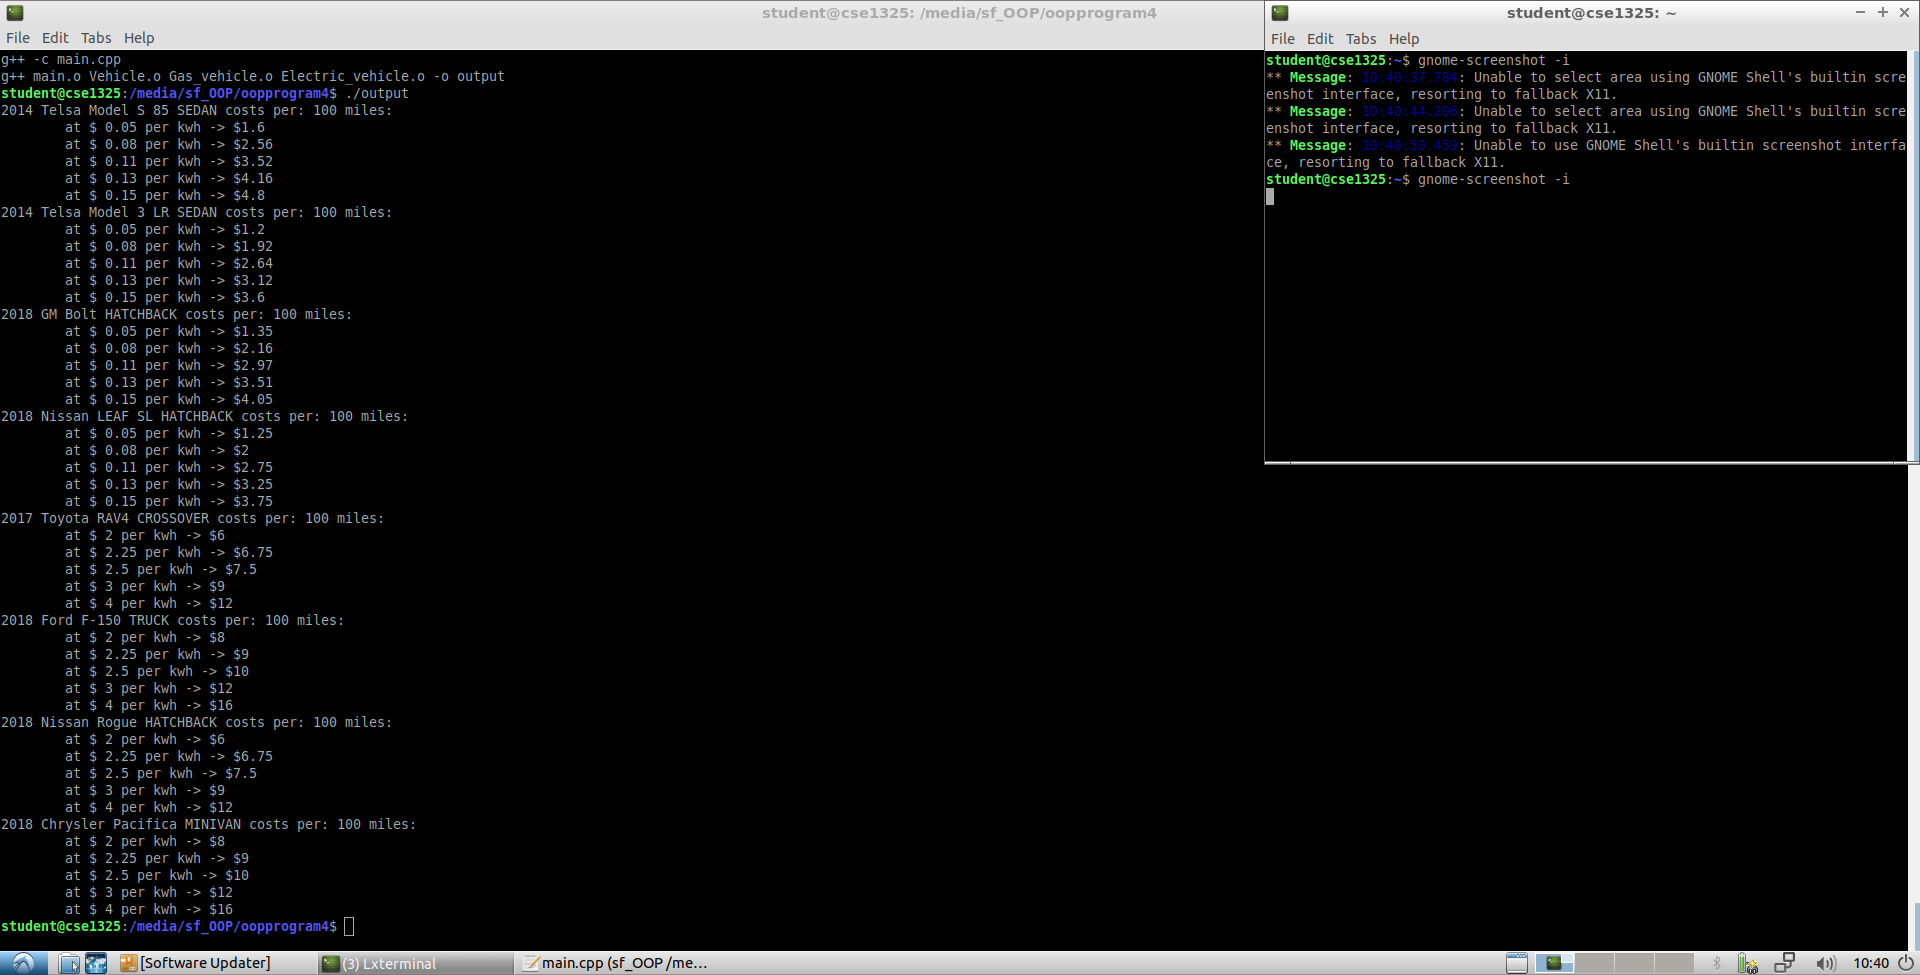 student@cse1325: /media/sf_OOP/oopprogram4
File Edit Tabs Help
g++ -c main.cpp
g++ main.o Vehicle.o Gas_vehicle.o Electric_vehicle.o -o output
student@cse1325:/media/sf_OOP/oopprogram4$ ./output
2014 Telsa Model S 85 SEDAN costs per: 100 miles:
at $ 0.05 per kwh -> $1.6
at $ 0.08 per kwh -> $2.56
at $ 0.11 per kwh -> $3.52
at $ 0.13 per kwh -> $4.16
at $ 0.15 per kwh -> $4.8
2014 Telsa Model 3 LR SEDAN costs per: 100 miles:
at $ 0.05 per kwh -> $1.2
at $ 0.08 per kwh -> $1.92
at $ 0.11 per kwh -> $2.64
at $ 0.13 per kwh -> $3.12
at $ 0.15 per kwh -> $3.6
2018 GM Bolt HATCHBACK costs per: 100 miles:
at $ 0.05 per kwh -> $1.35
at $ 0.08 per kwh -> $2.16
at $ 0.11 per kwh -> $2.97
at $ 0.13 per kwh -> $3.51
at $ 0.15 per kwh -> $4.05
2018 Nissan LEAF SL HATCHBACK costs per: 100 miles:
at $ 0.05 per kwh -> $1.25
at $ 0.08 per kwh -> $2
at $ 0.11 per kwh -> $2.75
at $ 0.13 per kwh -> $3.25
at $ 0.15 per kwh -> $3.75
2017 Toyota RAV4 CROSSOVER costs per: 100 miles:
at $ 2 per kwh -> $6
at $ 2.25 per kwh -> $6.75
at $ 2.5 per kwh -> $7.5
at $ 3 per kwh -> $9
at $ 4 per kwh -> $12
2018 Ford F-150 TRUCK costs per: 100 miles:
at $ 2 per kwh -> $8
at $ 2.25 per kwh -> $9
at $ 2.5 per kwh -> $10
at $ 3 per kwh -> $12
at $ 4 per kwh -> $16
2018 Nissan Rogue HATCHBACK costs per: 100 miles:
at $ 2 per kwh -> $6
at $ 2.25 per kwh -> $6.75
at $ 2.5 per kwh -> $7.5
at $ 3 per kwh -> $9
at $ 4 per kwh -> $12
2018 Chrysler Pacifica MINIVAN costs per: 100 miles:
at $ 2 per kwh -> $8
at $ 2.25 per kwh -> $9
at $ 2.5 per kwh -> $10
at $ 3 per kwh -> $12
at $ 4 per kwh -> $16
student@cse1325:/media/sf_OOP/oopprogram4$
student@cse1325: ~
File Edit Tabs Help
student@cse1325:~$ gnome-screenshot -i
** Message: 10:40:37.784: Unable to select area using GNOME Shell's builtin scre
enshot interface, resorting to fallback X11.
** Message: 10:40:44.206: Unable to select area using GNOME Shell's builtin scre
enshot interface, resorting to fallback X11.
** Message: 10:40:50.459: Unable to use GNOME Shell's builtin screenshot interfa
ce, resorting to fallback X11.
student@cse1325:~$ gnome-screenshot -i
[Software Updater]
(3) Lxterminal
main.cpp (sf_OOP /me...
10:40